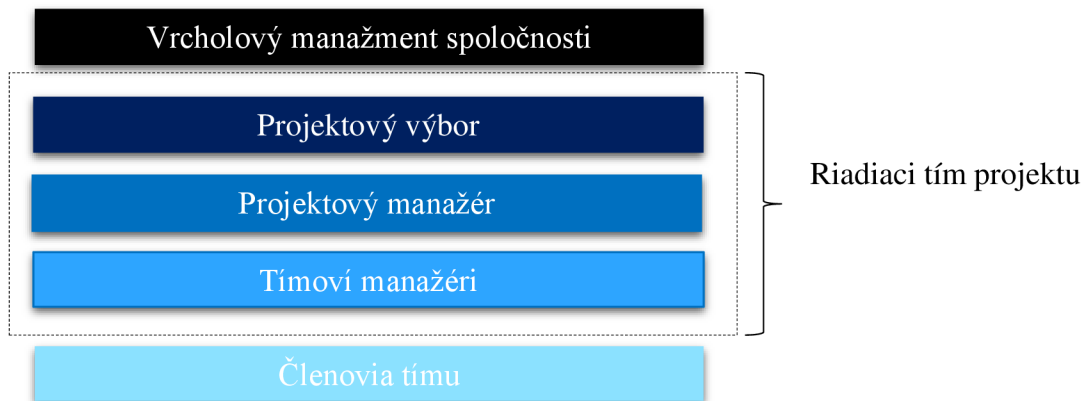 Vrcholový manažment spoločnosti
Projektový výbor
Riadiaci tím projektu
Projektový manažér
Tímoví manažéri
Členovia tímu